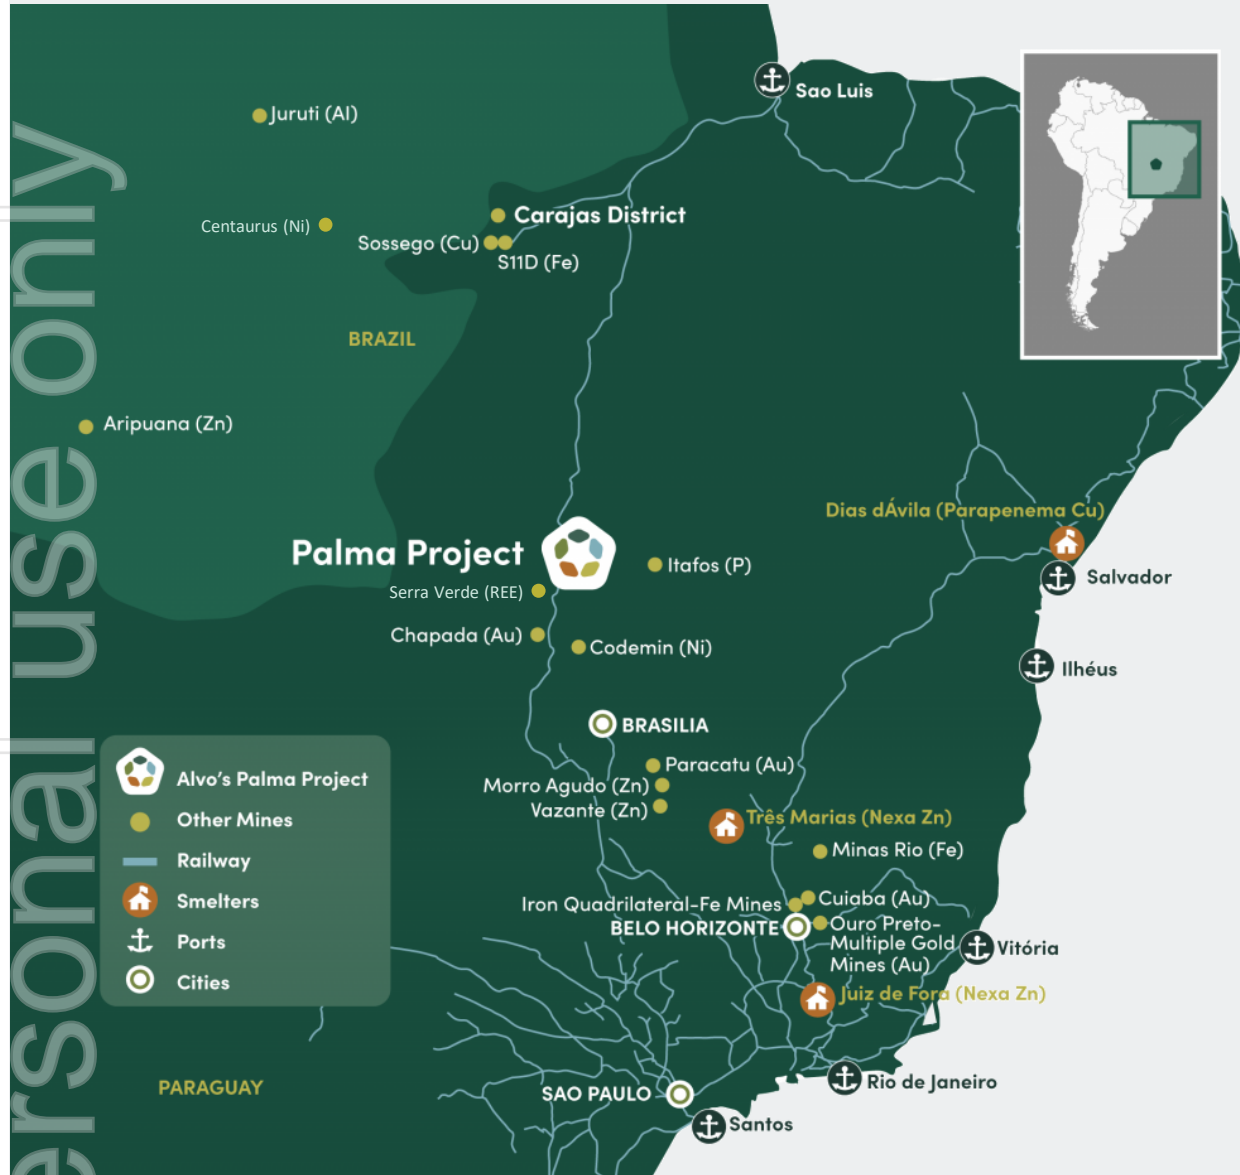 Sao Luis
Juruti (Al)
Carajas District
Centaurus (Ni)
Sossego (Cu)
S11D (Fe)
BRAZIL
Aripuana (Zn)
Dias dÁvila (Parapenema Cu)
Palma Project
Itafos (P)
Salvador
Serra Verde (REE)
Chapada (Au)
Codemin (Ni)
Ilhéus
BRASILIA
Paracatu (Au)
Morro Agudo (Zn)
Vazante (Zn)
Três Marias (Nexa Zn)
Minas Rio (Fe)
Cuiaba (Au)
Iron Quadrilateral-Fe Mines
BELO HORIZONTE
Ouro Preto-
Multiple Gold
Mines (Au)
Vitória
Juiz de Fora (Nexa Zn)
Rio de Janeiro
SAO PAULO
Santos
PARAGUAY
Alvo's Palma Project
Other Mines
Railway
Smelters
Ports
Cities
ersonal use only